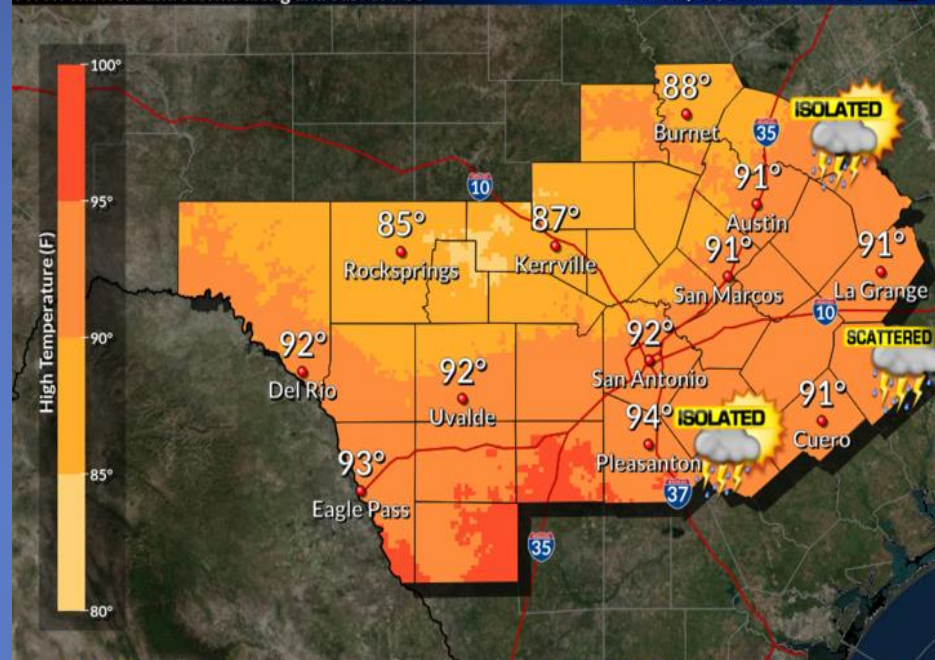 100°
95°
90°
85°
80°
High Temperature (F)
88°
Burnet
ISOLATED
35
10
91°
Austin
85°
Rocksprings
87°
Kerrville
91°
San Marcos
91°
La Grange
10
92°
Del Rio
92°
Uvalde
92°
San Antonio
SCATTERED
94°
Pleasanton
ISOLATED
91°
Cuero
93°
Eagle Pass
37
35